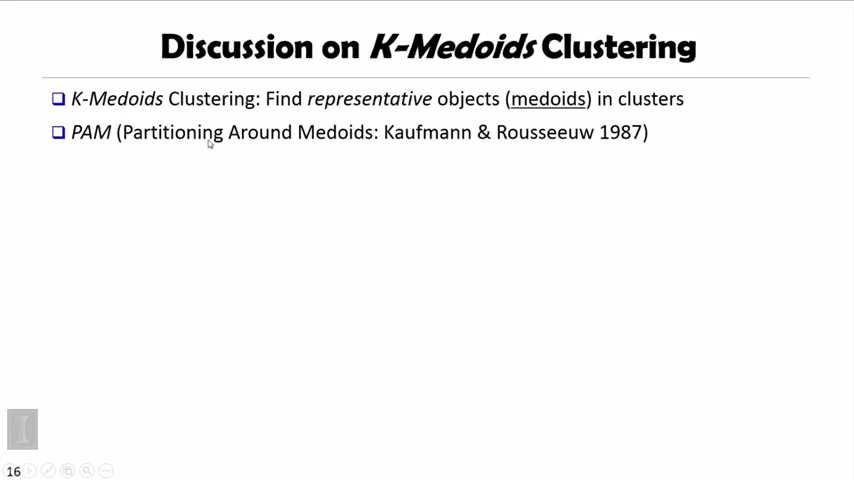 Discussion on K-Medoids Clustering
K-Medoids Clustering: Find representative objects (medoids) in clusters
PAM (Partitioning Around Medoids: Kaufmann & Rousseeuw 1987)
I
16